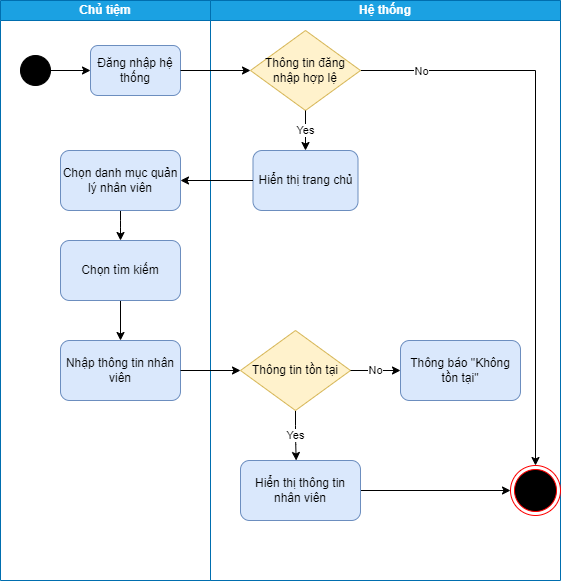 Chủ tiệm
Hệ thống
Đăng nhập hệ
thống
Thông tin đăng
nhập hợp lệ
No
Yes
Chọn danh mục quản
lý nhân viên
Hiển thị trang chủ
Chọn tìm kiếm
Nhập thông tin nhân
viên
Thông tin tồn tại
No
Thông báo "Không
tồn tại"
Yes
Hiển thị thông tin
nhân viên